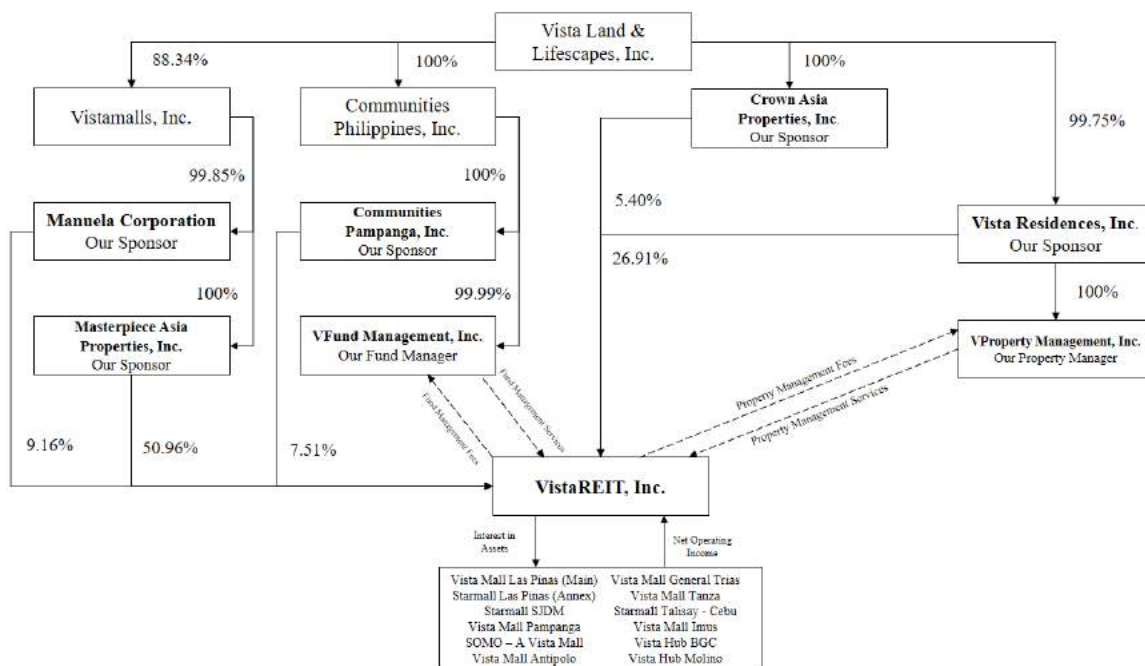 Vista Land &
Lifescapes, Inc.
88.34%
100%
100%
99.75%
Vistamalls, Inc.
Communities
Philippines, Inc.
Crown Asia
Properties, Inc.
Our Sponsor
99.85%
100%
5.40%
Manuela Corporation
Our Sponsor
Communities
Pampanga, Inc.
Our Sponsor
Vista Residences, Inc.
Our Sponsor
26.91%
100%
99.99%
100%
Masterpiece Asia
Properties, Inc.
Our Sponsor
VFund Management, Inc.
Our Fund Manager
VProperty Management, Inc.
Our Property Manager
Fund Management Fees
Fund Management Services
Property Management Fees
Property Management Services
9.16%
50.96%
7.51%
VistaREIT, Inc.
Interest in
Assets
Net Operating
Income
Vista Mall Las Pinas (Main)
Starmall Las Pinas (Annex)
Starmall SJDM
Vista Mall Pampanga
SOMO – A Vista Mall
Vista Mall Antipolo
Vista Mall General Trias
Vista Mall Tanza
Starmall Talisay - Cebu
Vista Mall Imus
Vista Hub BGC
Vista Hub Molino